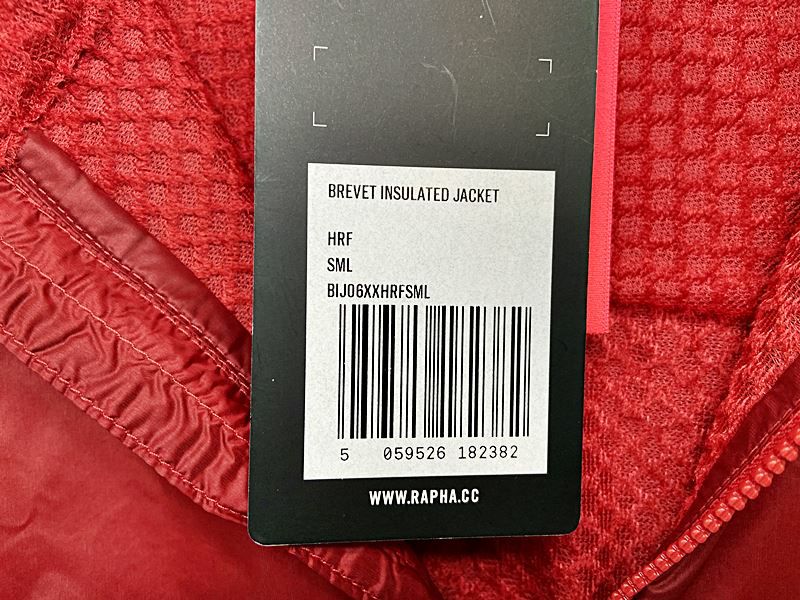 BREVET INSULATED JACKET
HRF
SML
BIJ06XXHRFSML
5 059526 182382
WWW.RAPHA.CC